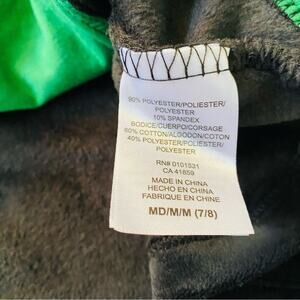 90% POLYESTER/POLIESTER/
POLYESTER
10% SPANDEX
BODICE/CUERPO/CORSAGE
60% COTTON/ALGODON/COTON
40% POLYESTER/POLIESTER/
POLYESTER
RN# 0101531
CA 41859
MADE IN CHINA
HECHO EN CHINA
FABRIQUE EN CHINE
MD/M/M (7/8)